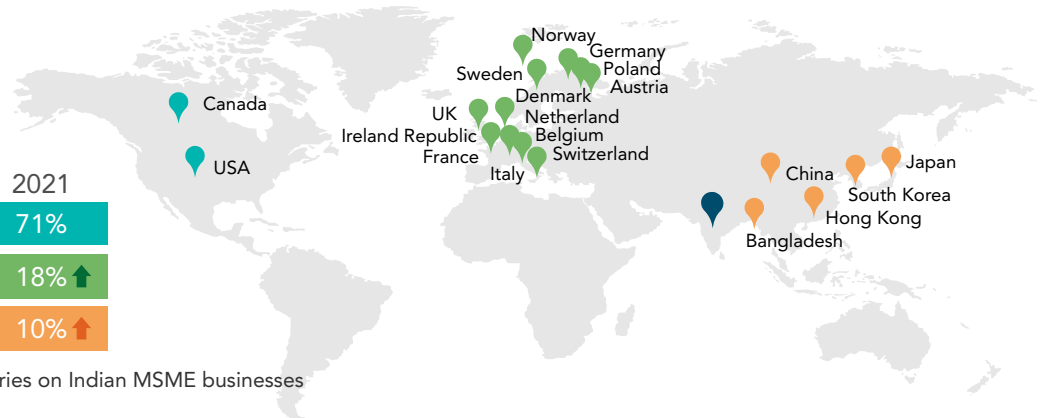 Norway
Germany
Sweden
Poland
Austria
Canada
Denmark
UK
Netherland
Ireland Republic
Belgium
France
Switzerland
USA
Italy
China
Japan
South Korea
Hong Kong
Bangladesh
2021
71%
18%
10%
ries on Indian MSME businesses